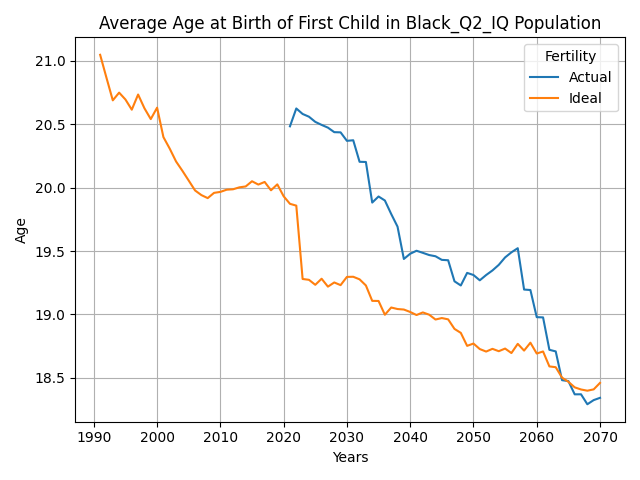 Average Age at Birth of First Child in Black_Q2_IQ Population
Fertility
Actual
Ideal
21.0
20.5
20.0
19.5
19.0
18.5
Age
1990 2000 2010 2020 2030 2040 2050 2060 2070
Years